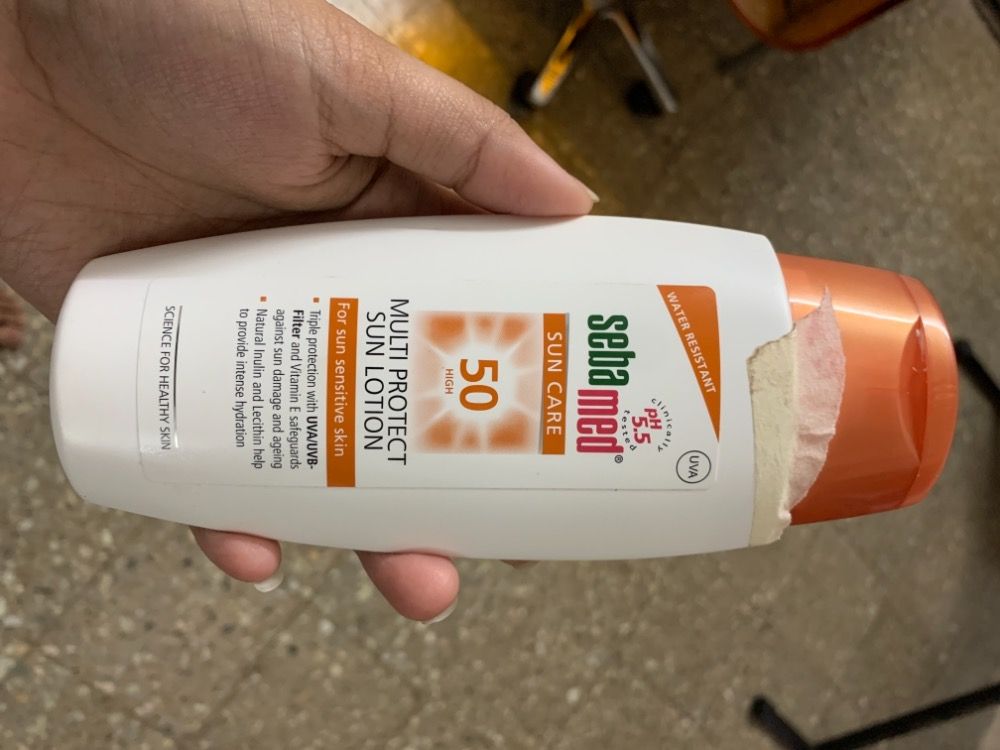 WATER RESISTANT
UVA
seba med®
clinically
pH
5.5
tested
SUN CARE
50
HIGH
MULTI PROTECT
SUN LOTION
For sun sensitive skin
Triple protection with UVA/UVB-
Filter and Vitamin E safeguards
against sun damage and ageing
Natural Inulin and Lecithin help
to provide intense hydration
SCIENCE FOR HEALTHY SKIN